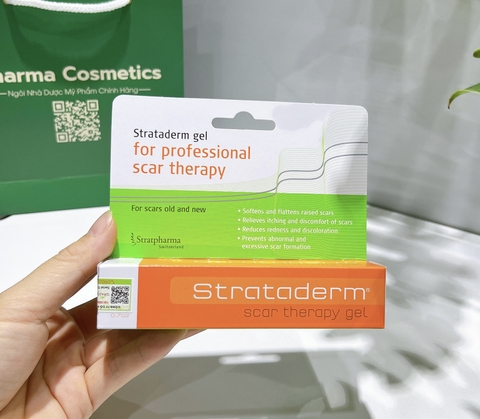 harma Cosmetics
Ngôi Nhà Dược Mỹ Phẩm Chính Hãng
Strataderm gel
for professional
scar therapy
For scars old and new
• Softens and flattens raised scars
• Relieves itching and discomfort of scars
• Reduces redness and discoloration
• Prevents abnormal and
excessive scar formation
Stratpharma
Switzerland
Strataderm®
scar therapy gel